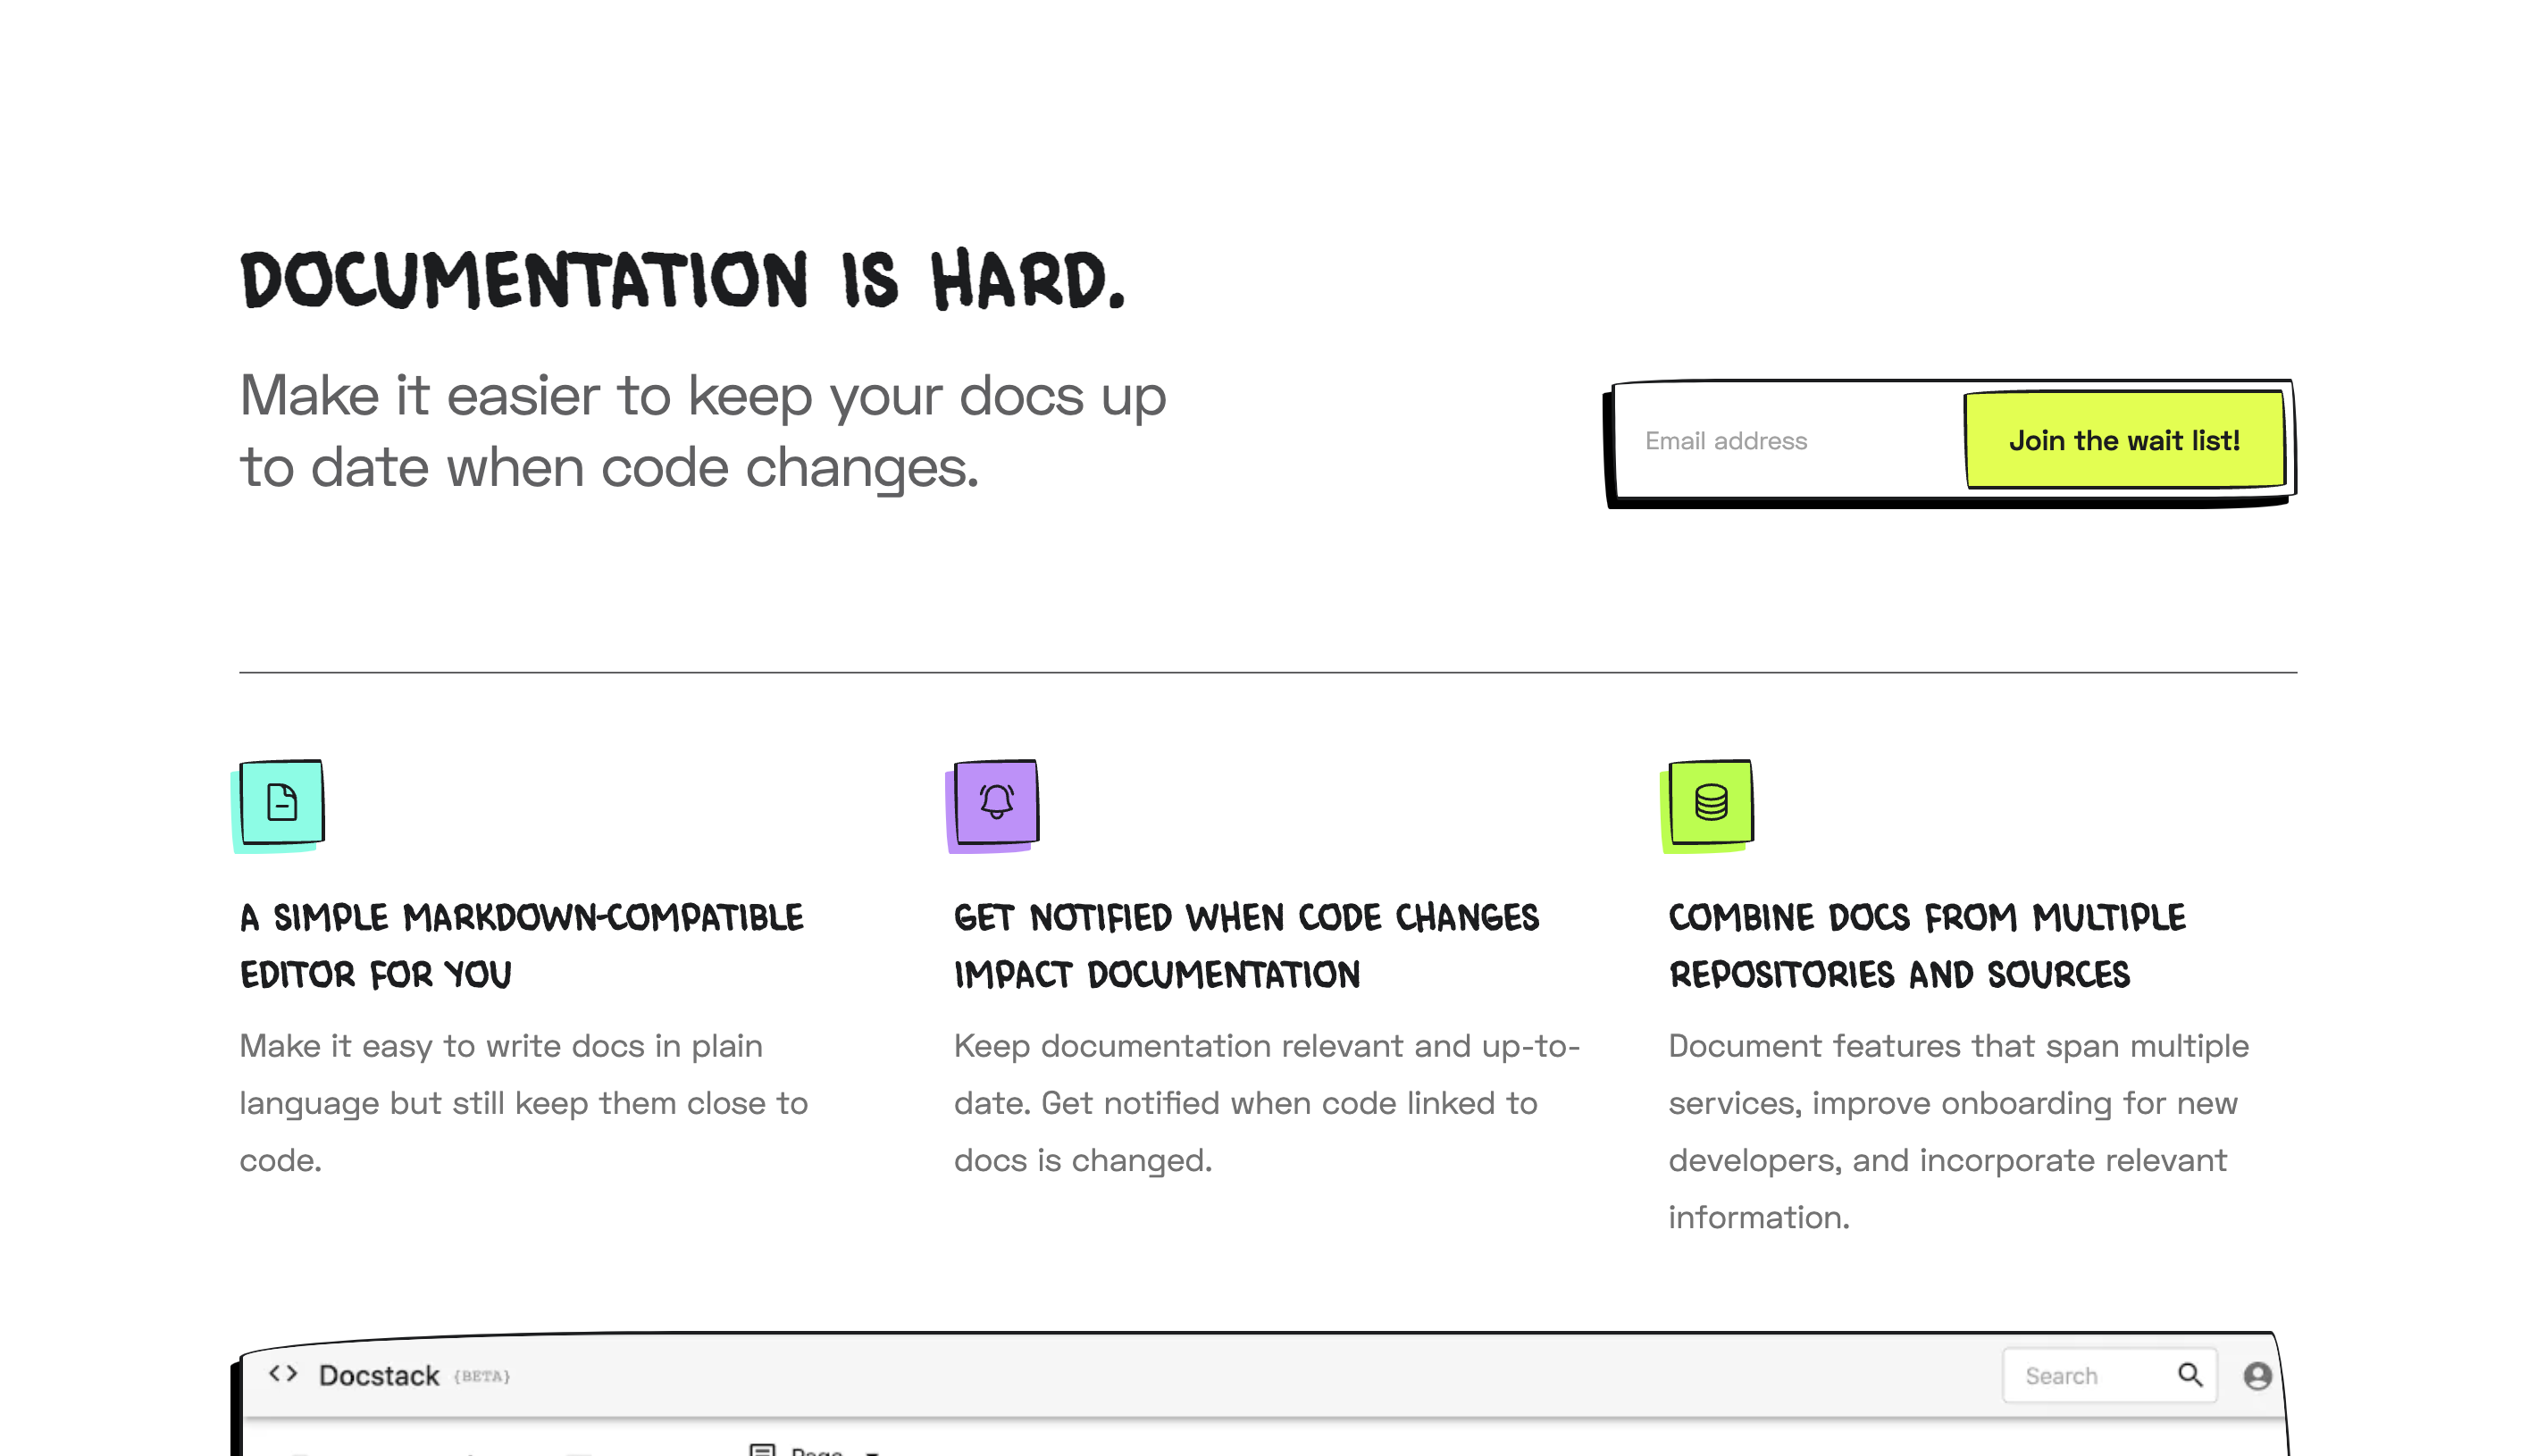 DOCUMENTATION IS HARD.
Make it easier to keep your docs up
to date when code changes.
Email address
Join the wait list!
A SIMPLE MARKDOWN-COMPATIBLE
EDITOR FOR YOU
Make it easy to write docs in plain
language but still keep them close to
code.
GET NOTIFIED WHEN CODE CHANGES
IMPACT DOCUMENTATION
Keep documentation relevant and up-to-
date. Get notified when code linked to
docs is changed.
COMBINE DOCS FROM MULTIPLE
REPOSITORIES AND SOURCES
Document features that span multiple
services, improve onboarding for new
developers, and incorporate relevant
information.
<> Docstack {BETA}
Search
Page